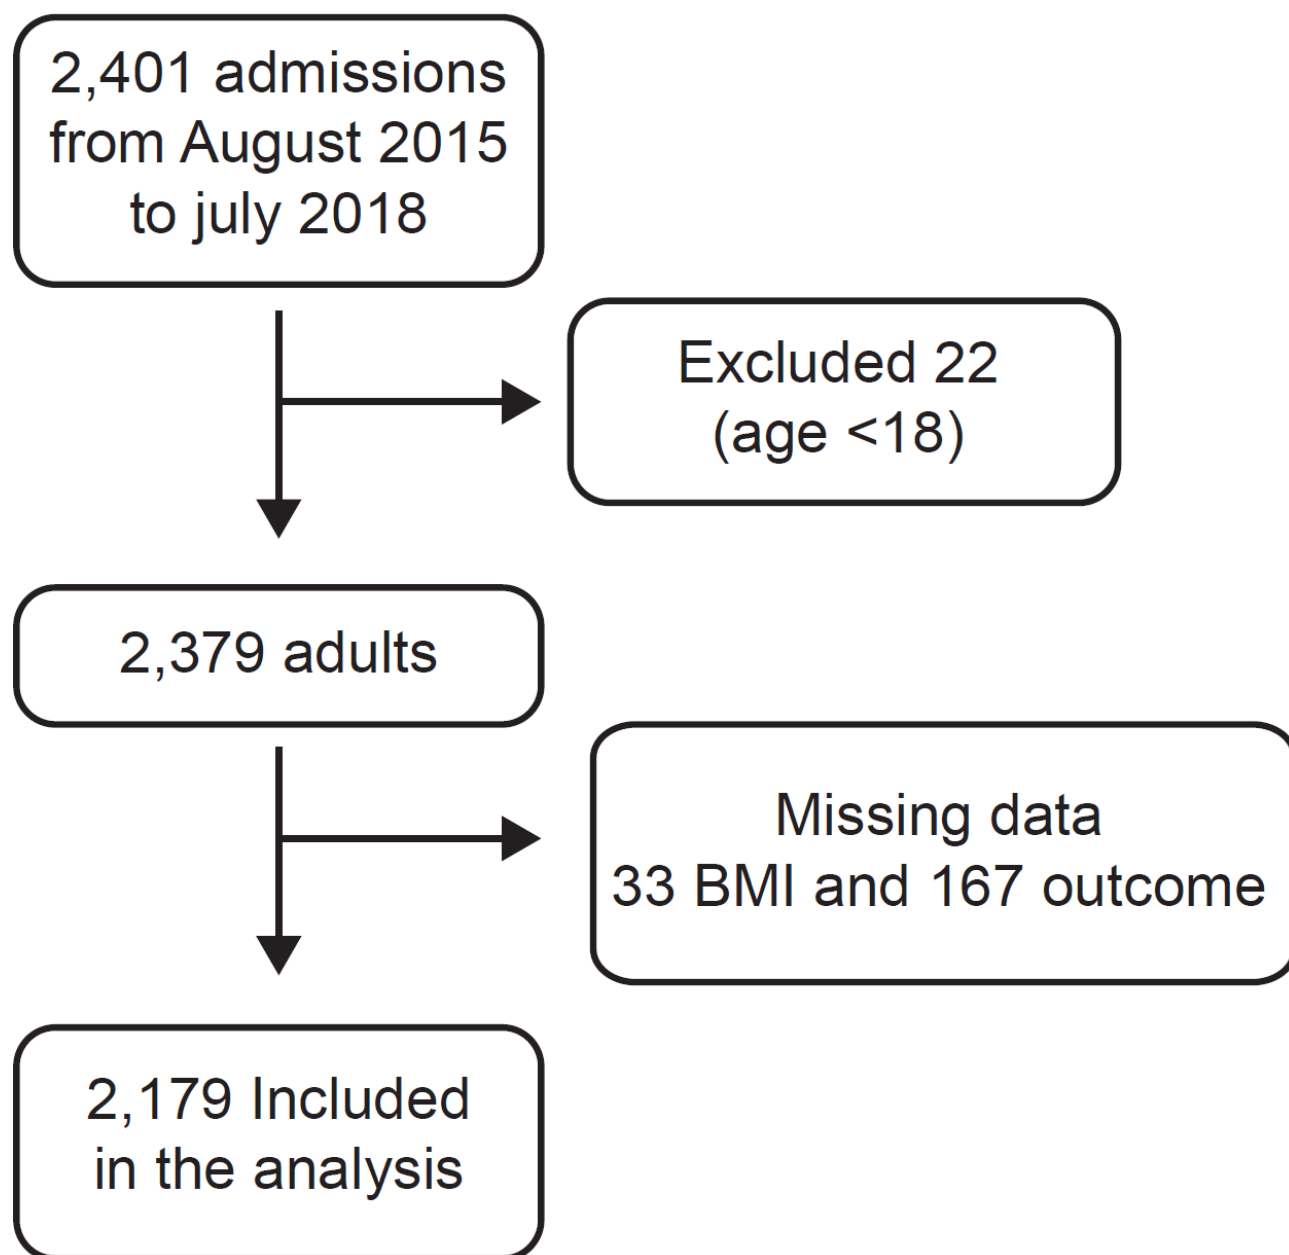 2,401 admissions
from August 2015
to july 2018
Excluded 22
(age <18)
2,379 adults
Missing data
33 BMI and 167 outcome
2,179 Included
in the analysis